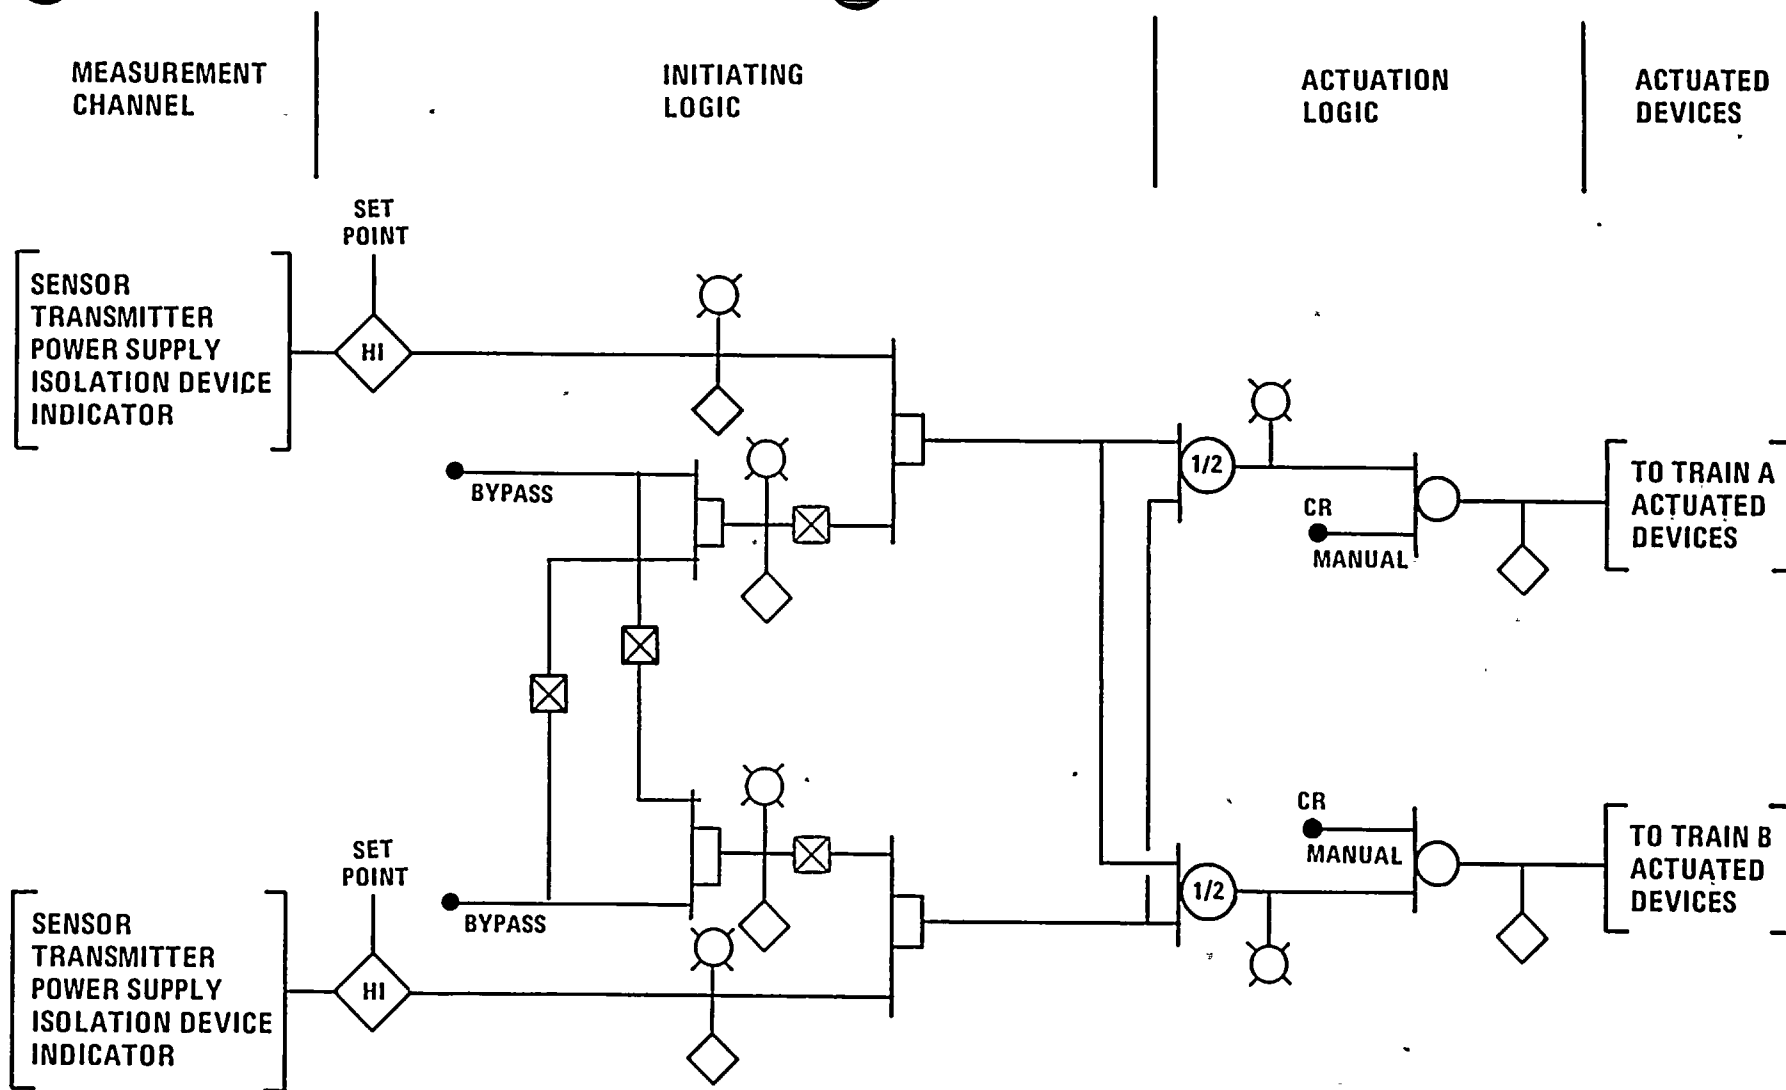 MEASUREMENT
CHANNEL
INITIATING
LOGIC
ACTUATION
LOGIC
ACTUATED
DEVICES
SET
POINT
SENSOR
TRANSMITTER
POWER SUPPLY
ISOLATION DEVICE
INDICATOR
HI
BYPASS
1/2
CR
MANUAL
TO TRAIN A
ACTUATED
DEVICES
SET
POINT
SENSOR
TRANSMITTER
POWER SUPPLY
ISOLATION DEVICE
INDICATOR
HI
BYPASS
1/2
CR
MANUAL
TO TRAIN B
ACTUATED
DEVICES